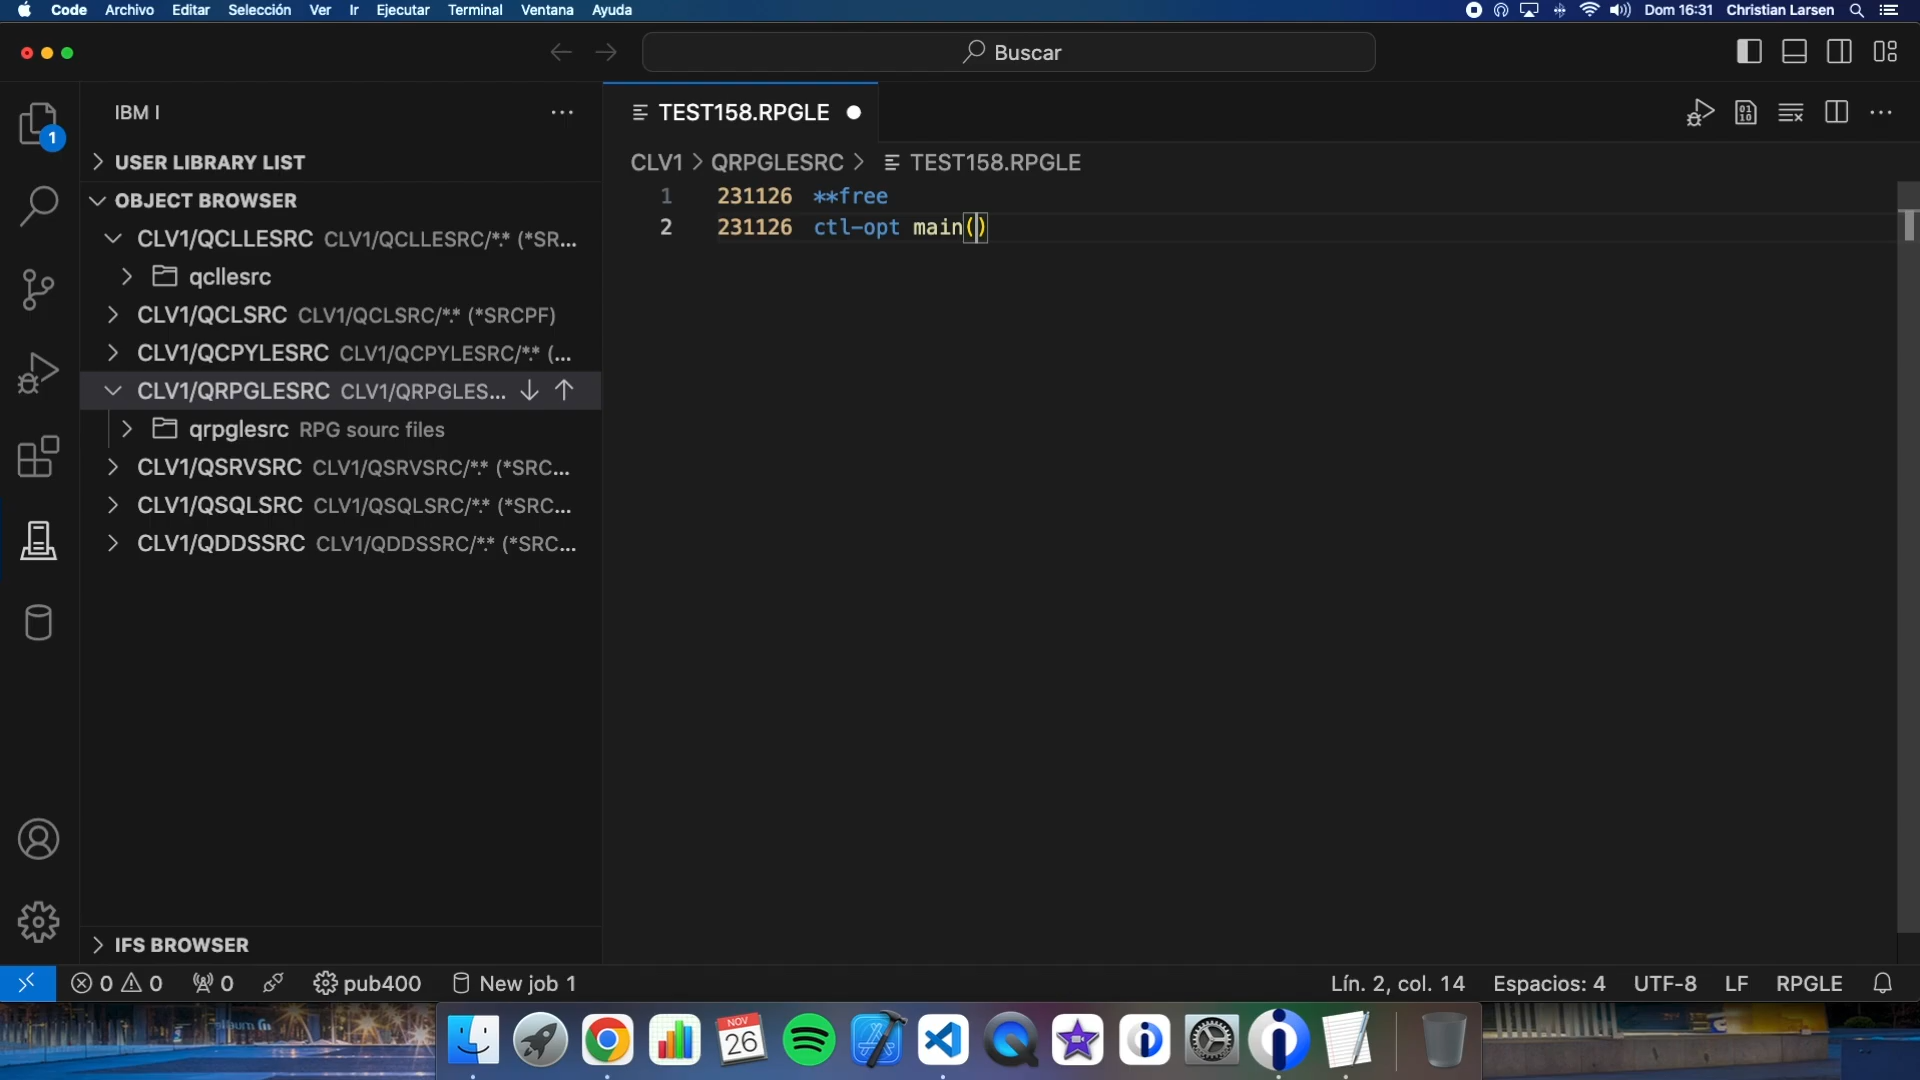 Code Archivo Editar Selección Ver Ir Ejecutar Terminal Ventana Ayuda Dom 16:31 Christian Larsen
Buscar
IBM I
USER LIBRARY LIST
OBJECT BROWSER
CLV1/QCLLESRC CLV1/QCLLESRC/*.* (*SR...
qcllesrc
CLV1/QCLSRC CLV1/QCLSRC/*.* (*SRCPF)
CLV1/QCPYLESRC CLV1/QCPYLESRC/*.* (...
CLV1/QRPGLESRC CLV1/QRPGLES...
qrpglesrc RPG sourc files
CLV1/QSRVSRC CLV1/QSRVSRC/*.* (*SRC...
CLV1/QSQLSRC CLV1/QSQLSRC/*.* (*SRC...
CLV1/QDDSSRC CLV1/QDDSSRC/*.* (*SRC...
IFS BROWSER
1
TEST158.RPGLE
CLV1 > QRPGLESRC > TEST158.RPGLE
1 231126 **free
2 231126 ctl-opt main()
0 0 0 pub400 New job 1 Lín. 2, col. 14 Espacios: 4 UTF-8 LF RPGLE
NOV
26